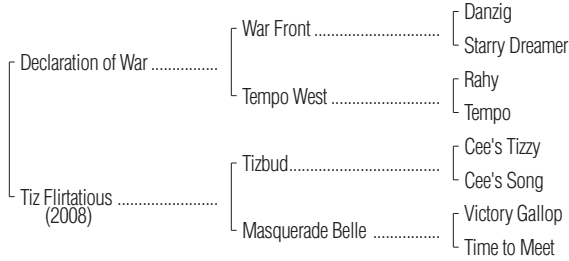 Danzig
War Front ..............................
Starry Dreamer
Declaration of War ................
Rahy
Tempo West ..........................
Tempo
Cee's Tizzy
Tizbud....................................
Cee's Song
Tiz Flirtatious ........................
(2008)
Victory Gallop
Masquerade Belle ................
Time to Meet